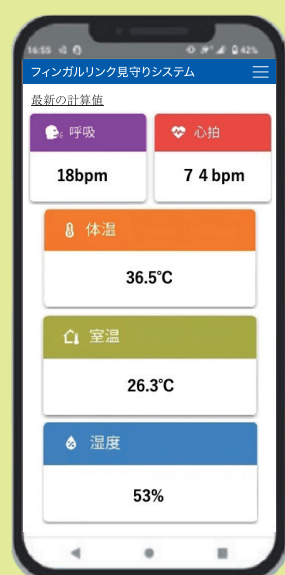 16:55 42%
フィンガルリンク見守りシステム
最新の計算値
呼吸 心拍
18bpm 7 4 bpm
体温
36.5℃
室温
26.3℃
湿度
53%